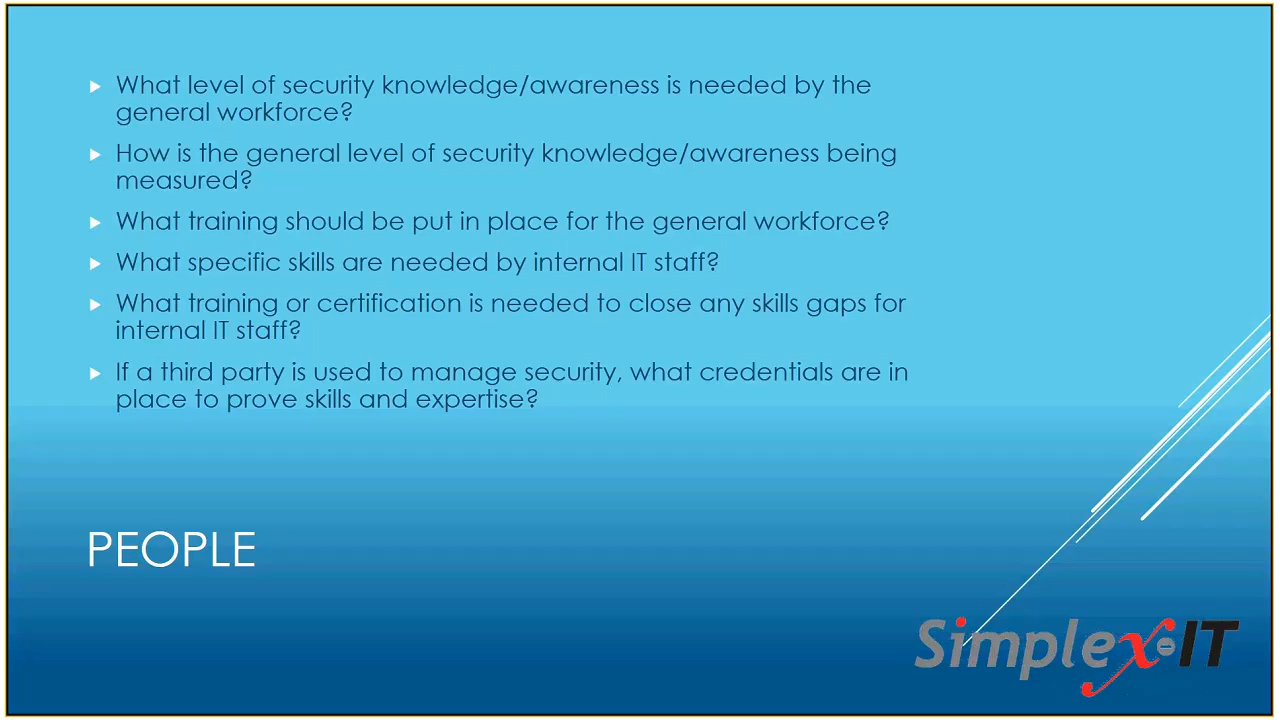 What level of security knowledge/awareness is needed by the
general workforce?
How is the general level of security knowledge/awareness being
measured?
What training should be put in place for the general workforce?
What specific skills are needed by internal IT staff?
What training or certification is needed to close any skills gaps for
internal IT staff?
If a third party is used to manage security, what credentials are in
place to prove skills and expertise?
PEOPLE
Simplex-IT